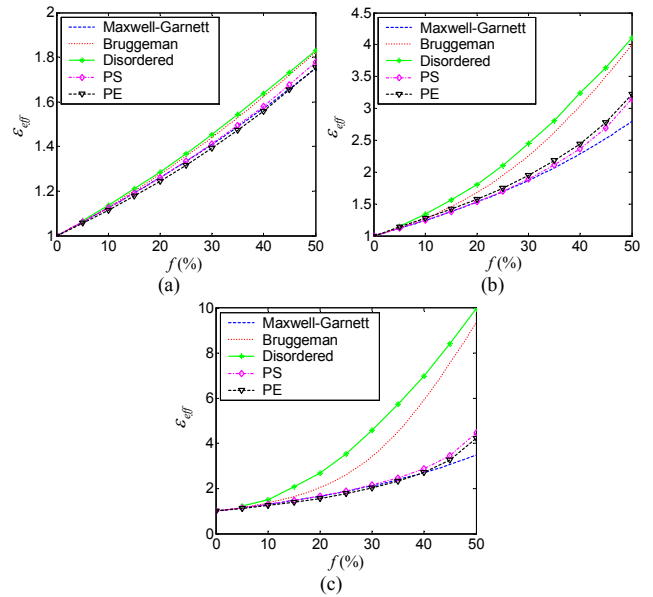 2
1.8
1.6
1.4
1.2
1
εeff
Maxwell-Garnett
Bruggeman
Disordered
PS
PE
0 10 20 30 40 50
f (%)
(a)
4.5
4
3.5
3
2.5
2
1.5
1
εeff
Maxwell-Garnett
Bruggeman
Disordered
PS
PE
0 10 20 30 40 50
f (%)
(b)
10
8
6
4
2
0
εeff
Maxwell-Garnett
Bruggeman
Disordered
PS
PE
0 10 20 30 40 50
f (%)
(c)